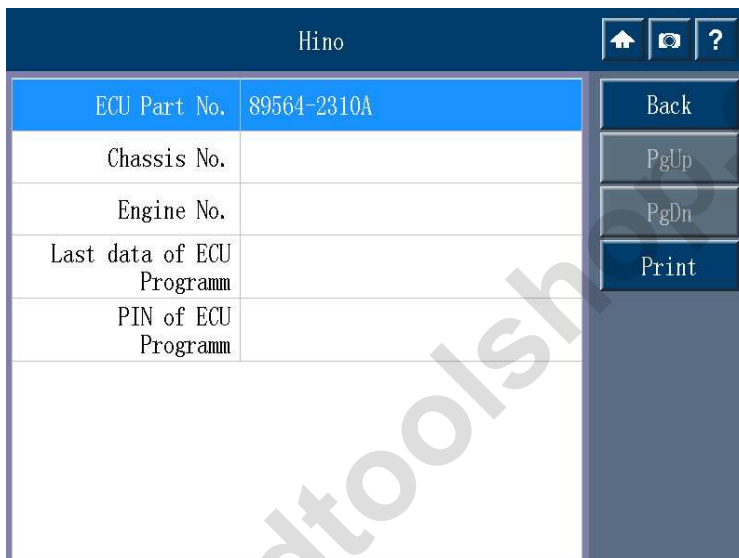 Hino
?
ECU Part No. 89564-2310A
Back
Chassis No.
PgUp
Engine No.
PgDn
Last data of ECU
Programm
Print
PIN of ECU
Programm
dtoolshop.